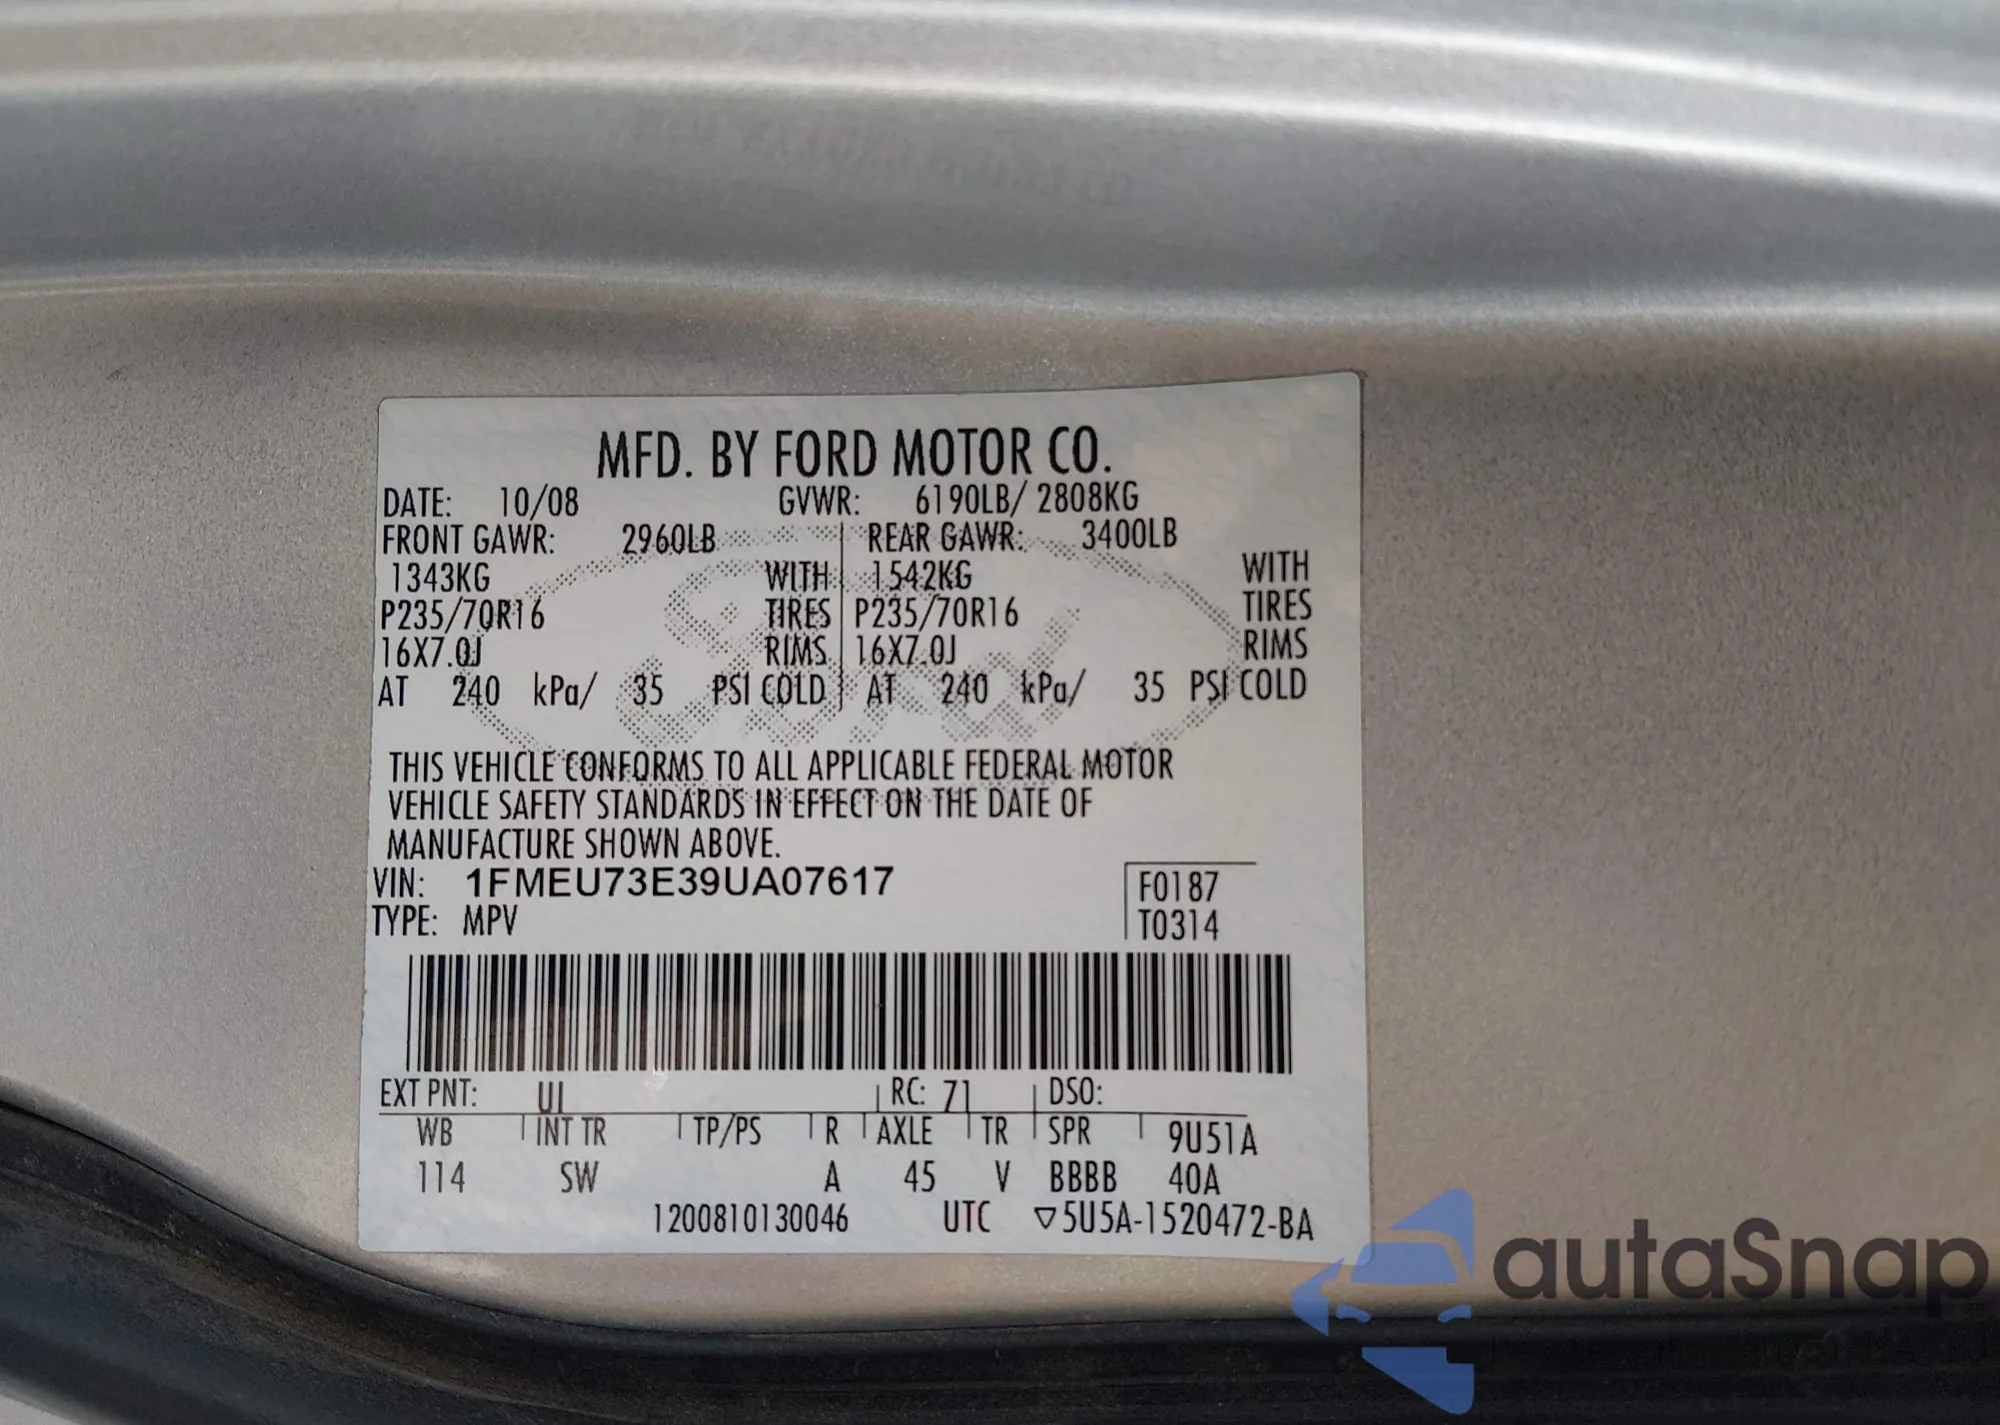 MFD. BY FORD MOTOR CO.
DATE: 10/08 GVWR: 6190LB/ 2808KG
FRONT GAWR: 2960LB REAR GAWR: 3400LB
1343KG WITH 1542KG WITH
P235/70R16 TIRES P235/70R16 TIRES
16X7.0J RIMS 16X7.0J RIMS
AT 240 kPa/ 35 PSI COLD AT 240 kPa/ 35 PSI COLD
Ford
THIS VEHICLE CONFORMS TO ALL APPLICABLE FEDERAL MOTOR
VEHICLE SAFETY STANDARDS IN EFFECT ON THE DATE OF
MANUFACTURE SHOWN ABOVE.
VIN: 1FMEU73E39UA07617 F0187
TYPE: MPV T0314
EXT PNT: UJ RC: 71 DSO:
WB INT TR TP/PS R AXLE TR SPR 9U51A
114 SW A 45 V BBBB 40A
1200810130046 UTC ▽5U5A-1520472-BA
autaSnap